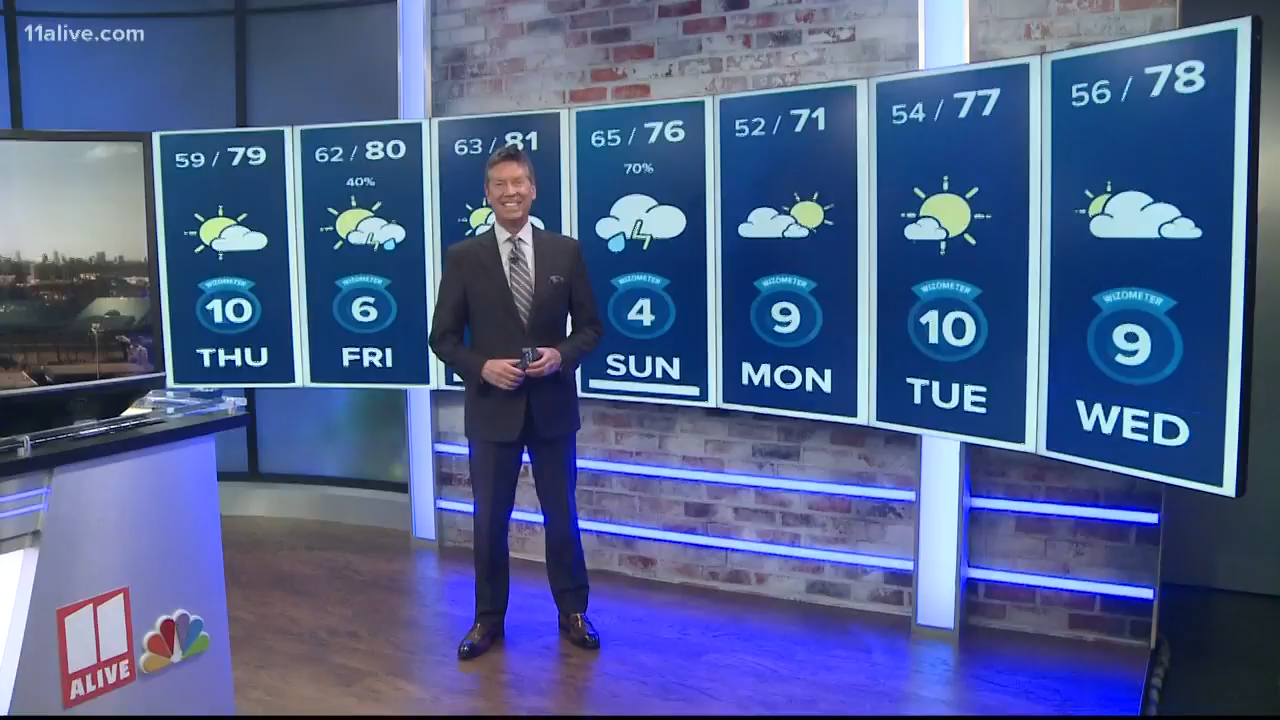 11alive.com
59 / 79
WIZOMETER
10
THU
62 / 80
40%
WIZOMETER
6
FRI
63 / 81
65 / 76
70%
WIZOMETER
4
SUN
52 / 71
WIZOMETER
9
MON
54 / 77
WIZOMETER
10
TUE
56 / 78
WIZOMETER
9
WED
11
ALIVE